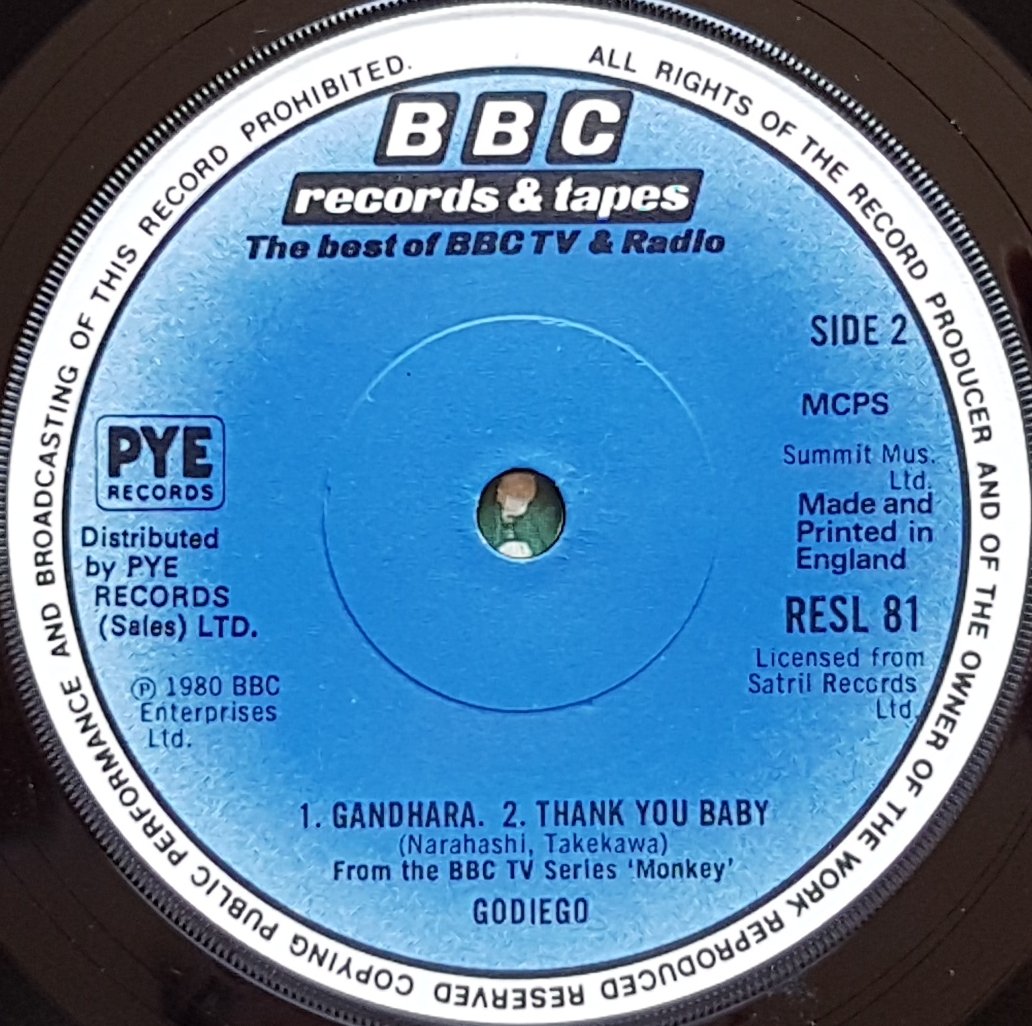 ALL RIGHTS OF THE RECORD PRODUCER AND OF THE OWNER OF THE WORK REPRODUCED RESERVED COPYING PUBLIC PERFORMANCE AND BROADCASTING OF THIS RECORD PROHIBITED.
BBC
records & tapes
The best of BBC TV & Radio
SIDE 2
MCPS
Summit Mus.
Ltd.
Made and
Printed in
England
RESL 81
Licensed from
Satril Records
Ltd.
PYE
RECORDS
Distributed
by PYE
RECORDS
(Sales) LTD.
℗ 1980 BBC
Enterprises
Ltd.
1. GANDHARA. 2. THANK YOU BABY
(Narahashi, Takekawa)
From the BBC TV Series 'Monkey'
GODIEGO